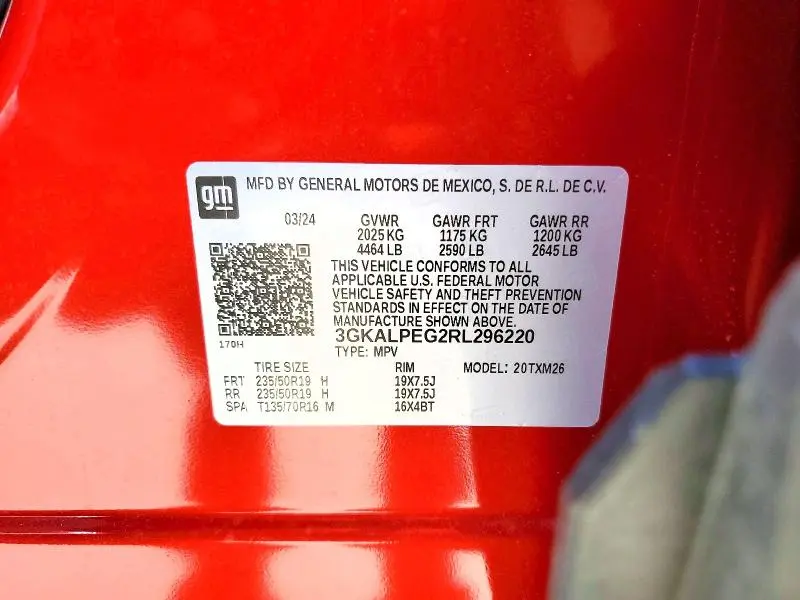 gm MFD BY GENERAL MOTORS DE MEXICO, S. DE R.L. DE C.V.
03/24 GVWR GAWR FRT GAWR RR
2025 KG 1175 KG 1200 KG
4464 LB 2590 LB 2645 LB
THIS VEHICLE CONFORMS TO ALL
APPLICABLE U.S. FEDERAL MOTOR
VEHICLE SAFETY AND THEFT PREVENTION
STANDARDS IN EFFECT ON THE DATE OF
MANUFACTURE SHOWN ABOVE.
170H 3GKALPEG2RL296220
TYPE: MPV
TIRE SIZE RIM MODEL: 20TXM26
FRT 235/50R19 H 19X7.5J
RR 235/50R19 H 19X7.5J
SPA T135/70R16 M 16X4BT